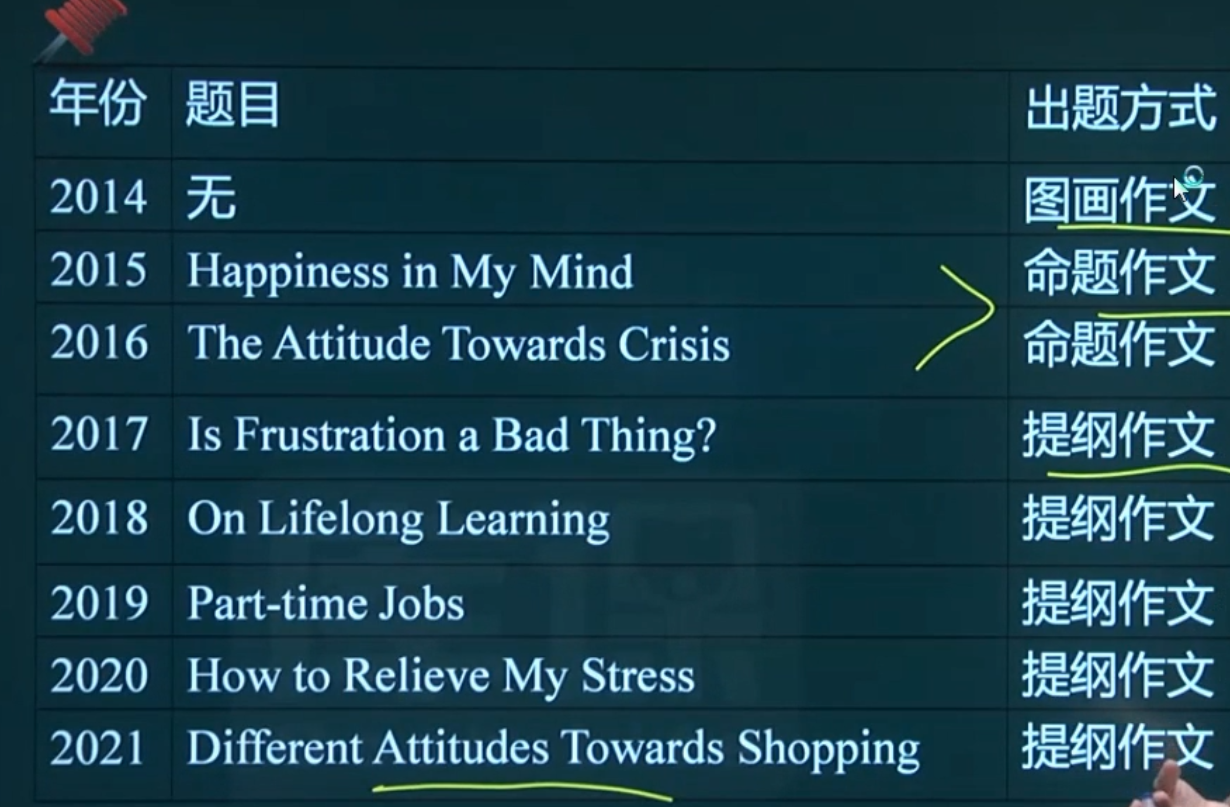 年份 题目 出题方式
2014 无 图画作文
2015 Happiness in My Mind 命题作文
2016 The Attitude Towards Crisis 命题作文
2017 Is Frustration a Bad Thing? 提纲作文
2018 On Lifelong Learning 提纲作文
2019 Part-time Jobs 提纲作文
2020 How to Relieve My Stress 提纲作文
2021 Different Attitudes Towards Shopping 提纲作文